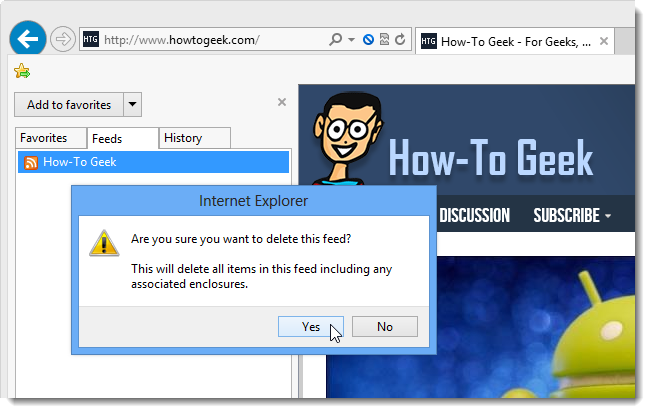 HTG http://www.howtogeek.com/
HTG How-To Geek - For Geeks, ...
Add to favorites
Favorites Feeds History
How-To Geek
How-To Geek
DISCUSSION SUBSCRIBE
Internet Explorer
Are you sure you want to delete this feed?
This will delete all items in this feed including any
associated enclosures.
Yes No